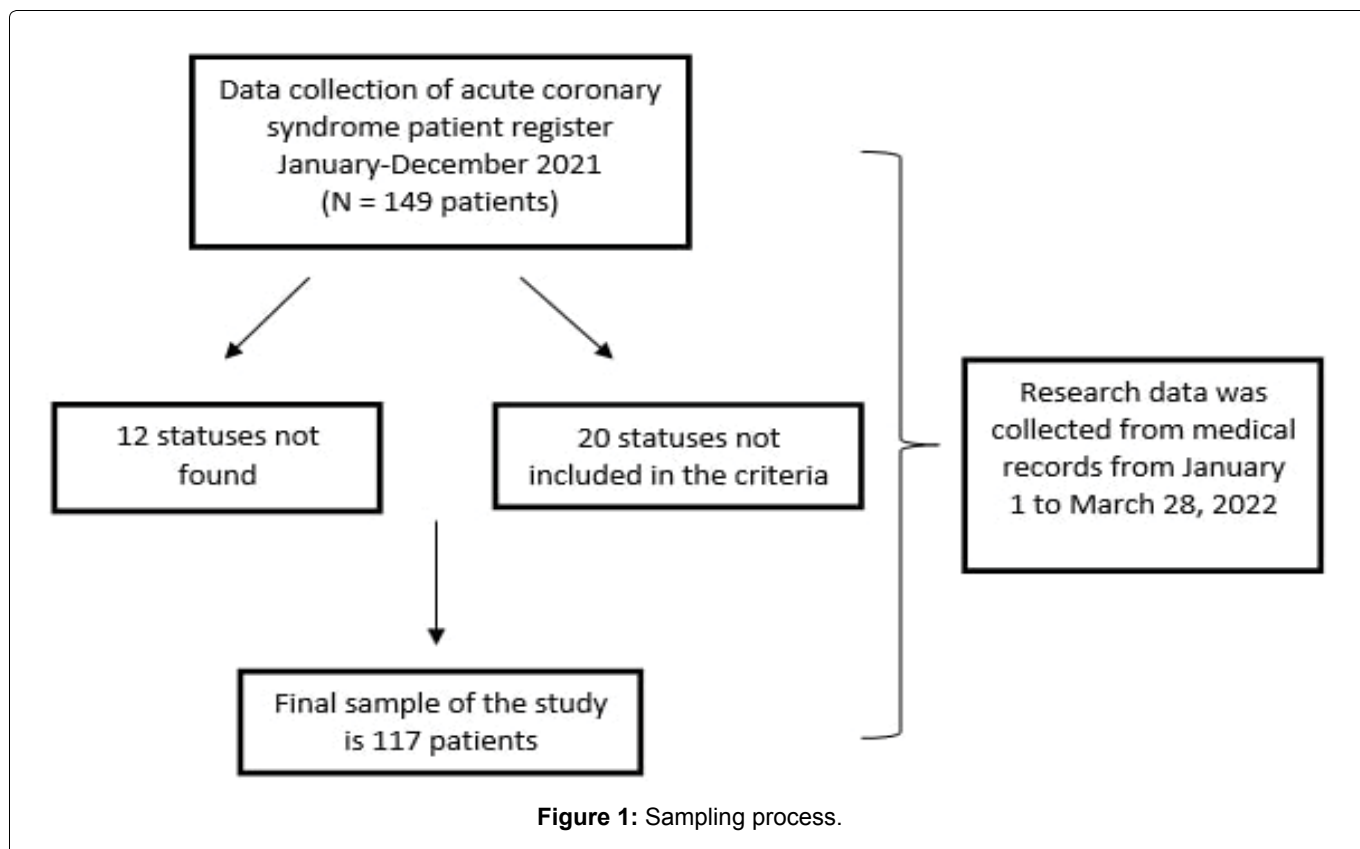 Data collection of acute coronary
syndrome patient register
January-December 2021
(N = 149 patients)
12 statuses not
found
20 statuses not
included in the criteria
Research data was
collected from medical
records from January
1 to March 28, 2022
Final sample of the study
is 117 patients
Figure 1: Sampling process.